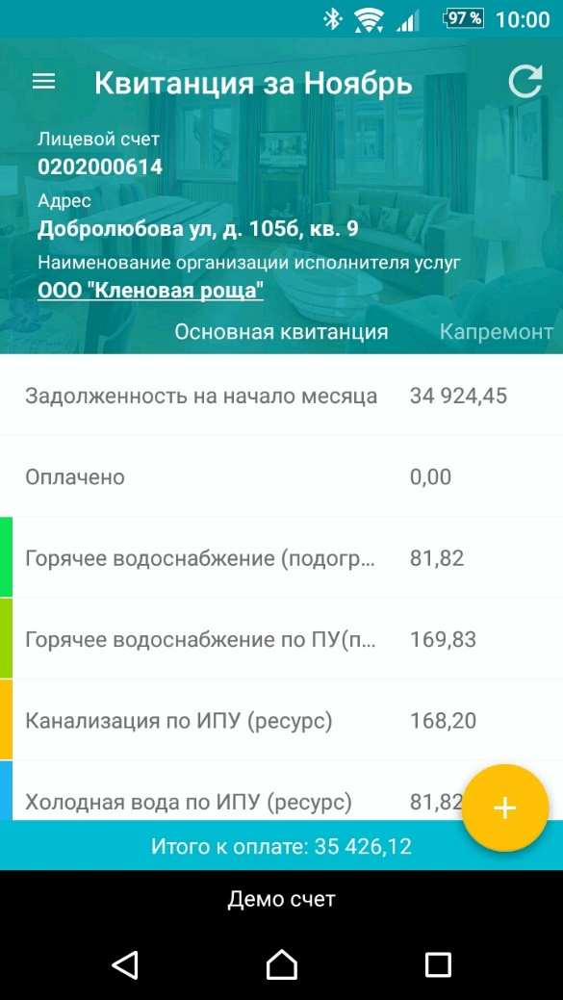 97 % 10:00
Квитанция за Ноябрь
Лицевой счет
0202000614
Адрес
Добролюбова ул, д. 105б, кв. 9
Наименование организации исполнителя услуг
ООО "Кленовая роща"
Основная квитанция Капремонт
Задолженность на начало месяца 34 924,45
Оплачено 0,00
Горячее водоснабжение (подогр... 81,82
Горячее водоснабжение по ПУ(п... 169,83
Канализация по ИПУ (ресурс) 168,20
Холодная вода по ИПУ (ресурс) 81,82
Итого к оплате: 35 426,12
Демо счет